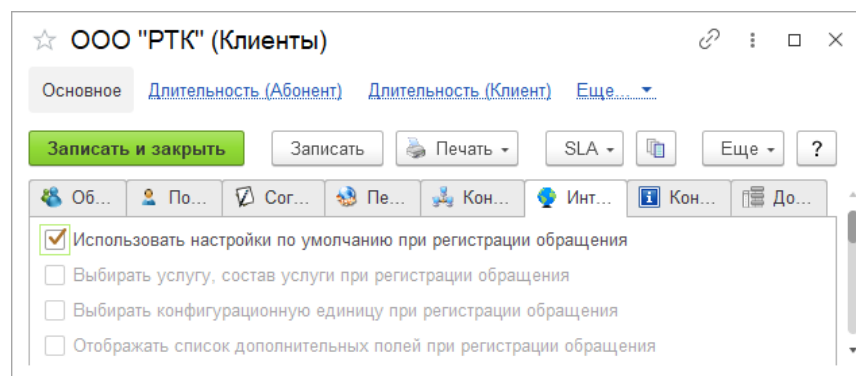 ООО "РТК" (Клиенты)
Основное Длительность (Абонент) Длительность (Клиент) Еще...
Записать и закрыть Записать Печать SLA Еще ?
Об... По... Сог... Пе... Кон... Инт... Кон... До...
Использовать настройки по умолчанию при регистрации обращения
Выбирать услугу, состав услуги при регистрации обращения
Выбирать конфигурационную единицу при регистрации обращения
Отображать список дополнительных полей при регистрации обращения